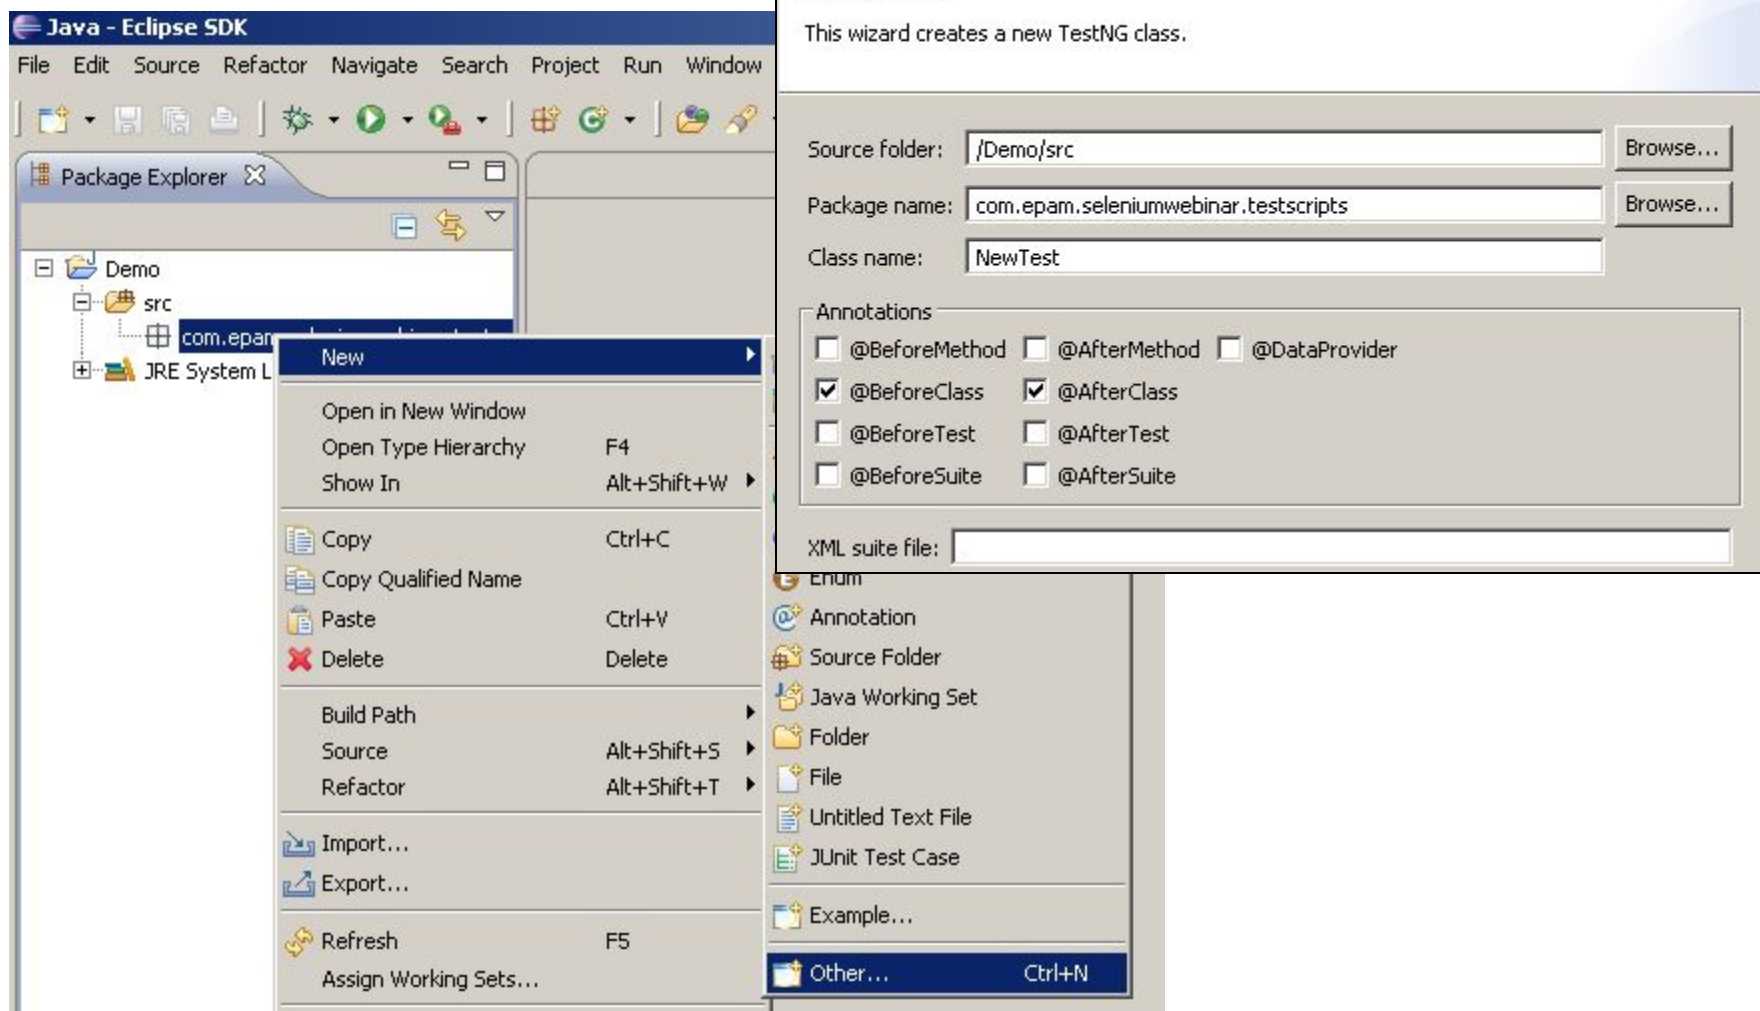 Java - Eclipse SDK
File Edit Source Refactor Navigate Search Project Run Window
Package Explorer
Demo
src
com.epam
JRE System L
New
Open in New Window
Open Type Hierarchy F4
Show In Alt+Shift+W
Copy Ctrl+C
Copy Qualified Name
Paste Ctrl+V
Delete Delete
Build Path
Source Alt+Shift+S
Refactor Alt+Shift+T
Import...
Export...
Refresh F5
Assign Working Sets...
Enum
Annotation
Source Folder
Java Working Set
Folder
File
Untitled Text File
JUnit Test Case
Example...
Other... Ctrl+N
This wizard creates a new TestNG class.
Source folder: /Demo/src Browse...
Package name: com.epam.seleniumwebinar.testscripts Browse...
Class name: NewTest
Annotations
@BeforeMethod @AfterMethod @DataProvider
@BeforeClass @AfterClass
@BeforeTest @AfterTest
@BeforeSuite @AfterSuite
XML suite file: